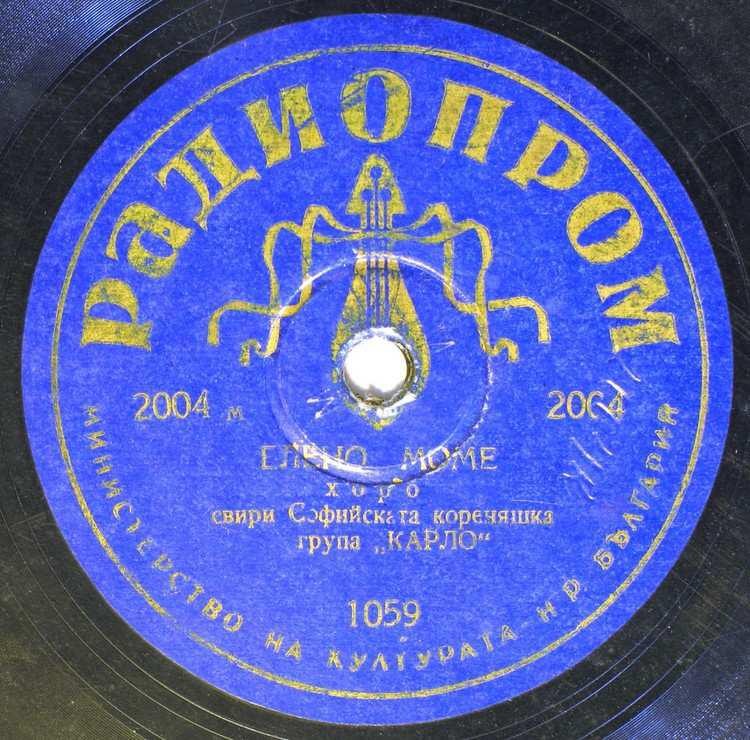 РАДИОПРОМ
2004 м 2004
ЕЛЕНО МОМЕ
хоро
свири Софийската кореняшка
група „КАРЛО“
1059
МИНИСТЕРСТВО НА КУЛТУРАТА - Н.Р. БЪЛГАРИЯ